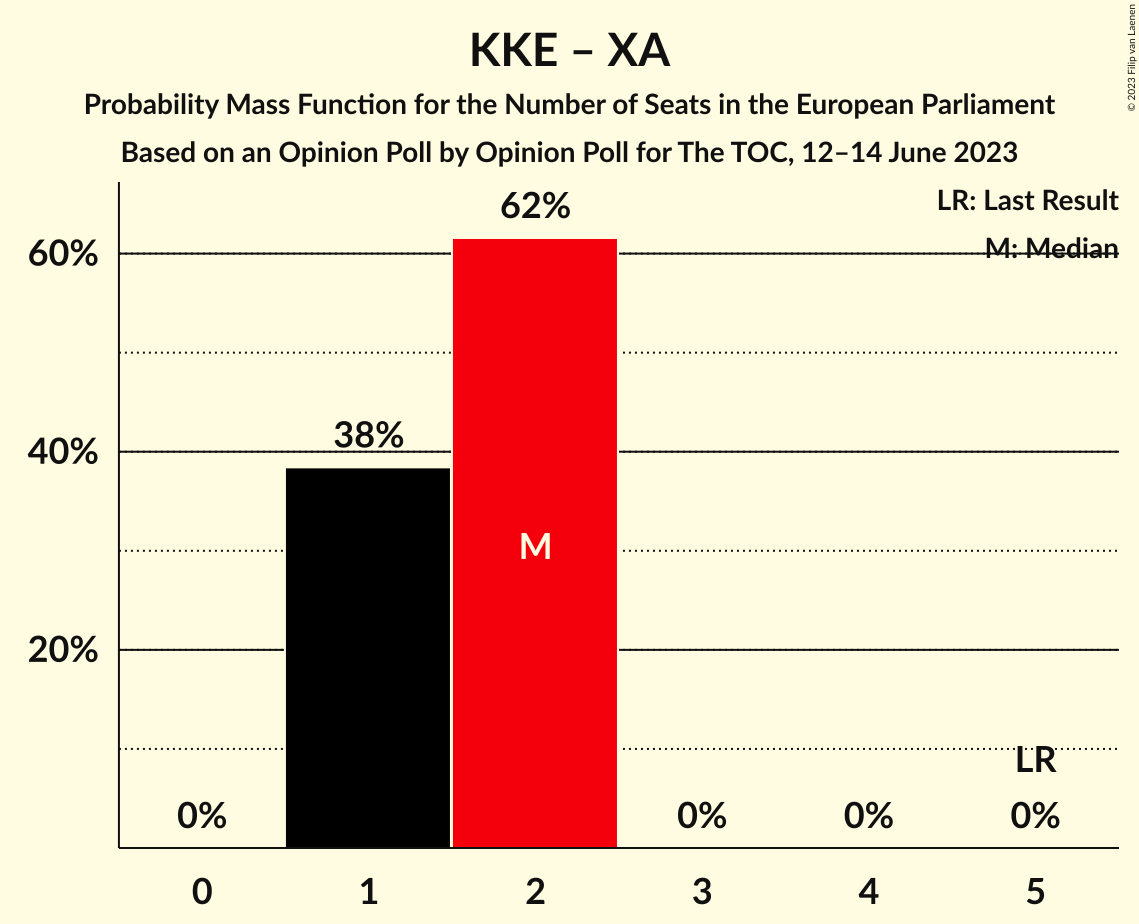 KKE – XA
Probability Mass Function for the Number of Seats in the European Parliament
Based on an Opinion Poll by Opinion Poll for The TOC, 12–14 June 2023
© 2023 Filip van Laenen
LR: Last Result
M: Median
62%
60%
38%
40%
M
20%
LR
0%
0%
0%
0%
0
1
2
3
4
5